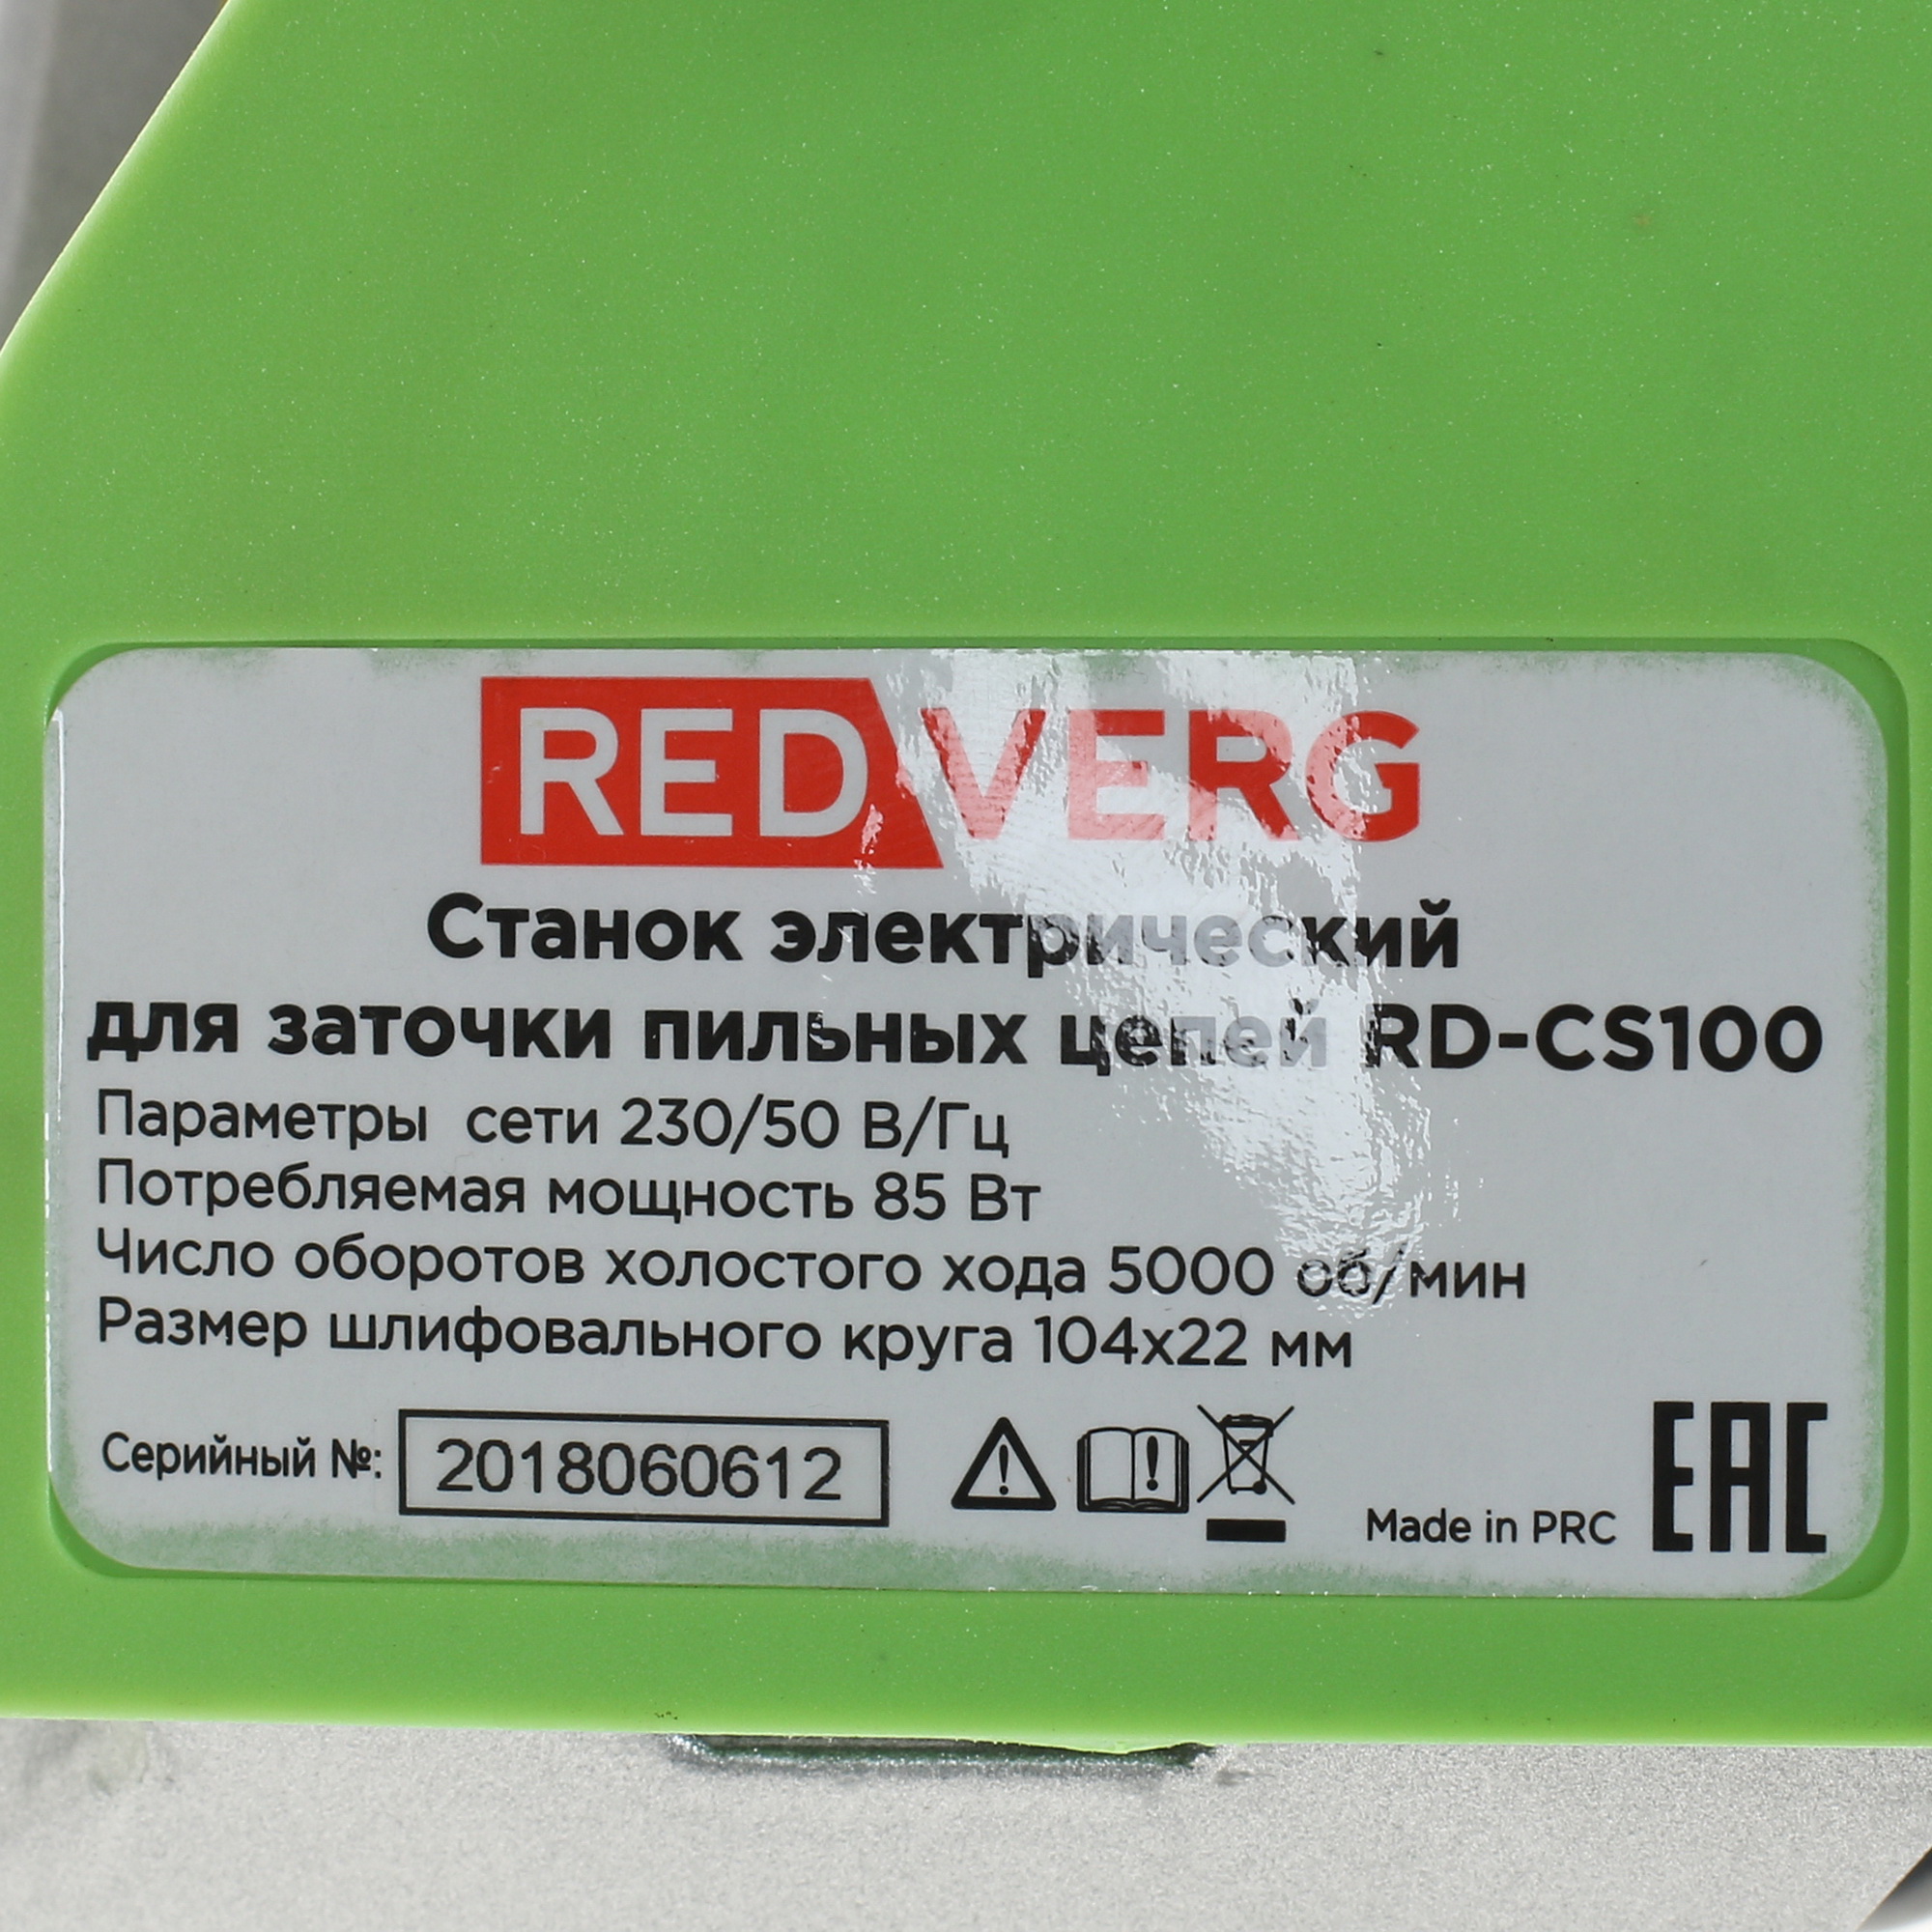 RED VERG
Станок электрический
для заточки пильных цепей RD-CS100
Параметры сети 230/50 В/Гц
Потребляемая мощность 85 Вт
Число оборотов холостого хода 5000 об/мин
Размер шлифовального круга 104х22 мм
Серийный №: 2018060612
Made in PRC EAC